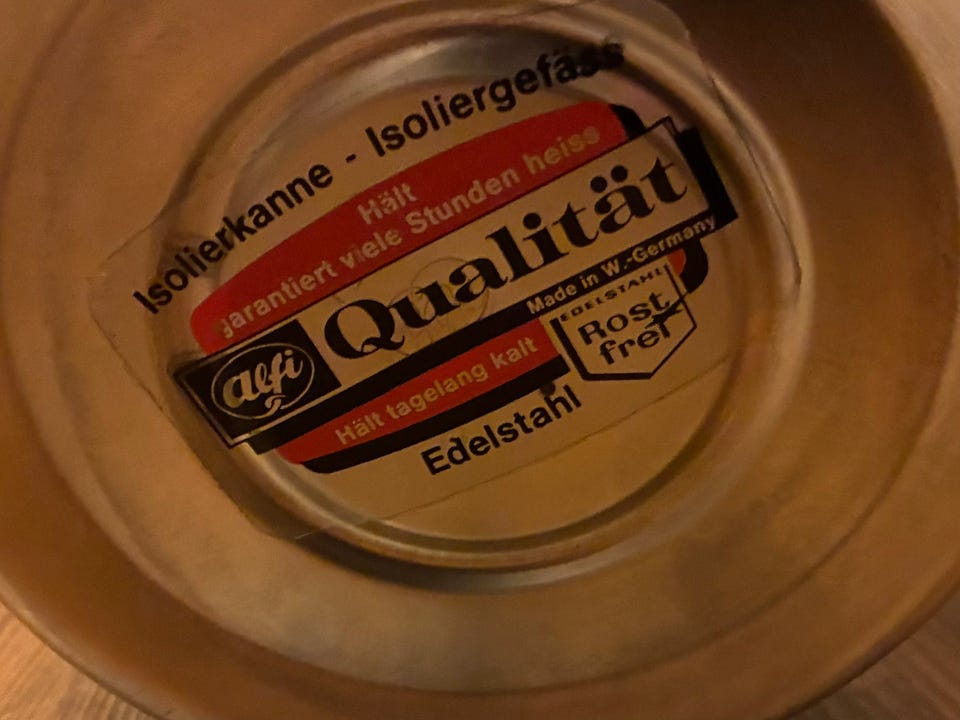 Isolierkanne - Isoliergefäss
Hält
garantiert viele Stunden heiss
alfi
Qualität
Made in W.-Germany
EDELSTAHL
Rost
frei
Hält tagelang kalt
Edelstahl